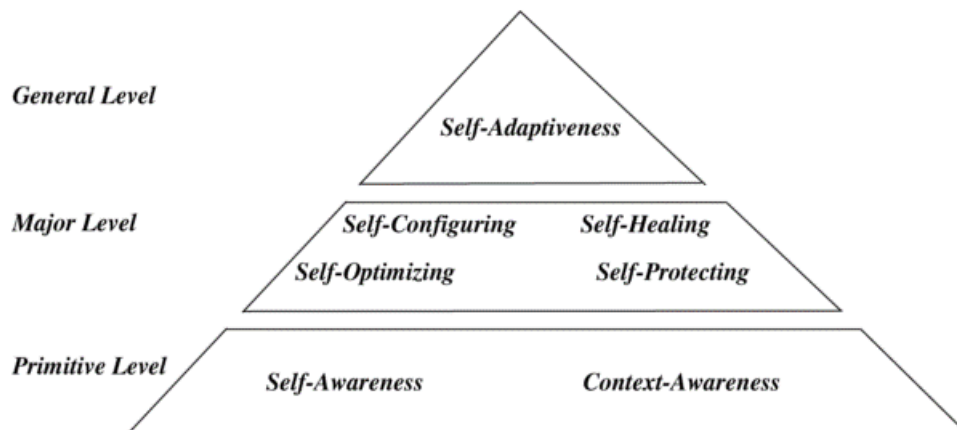 General Level
Self-Adaptiveness
Major Level
Self-Configuring Self-Healing
Self-Optimizing Self-Protecting
Primitive Level
Self-Awareness Context-Awareness